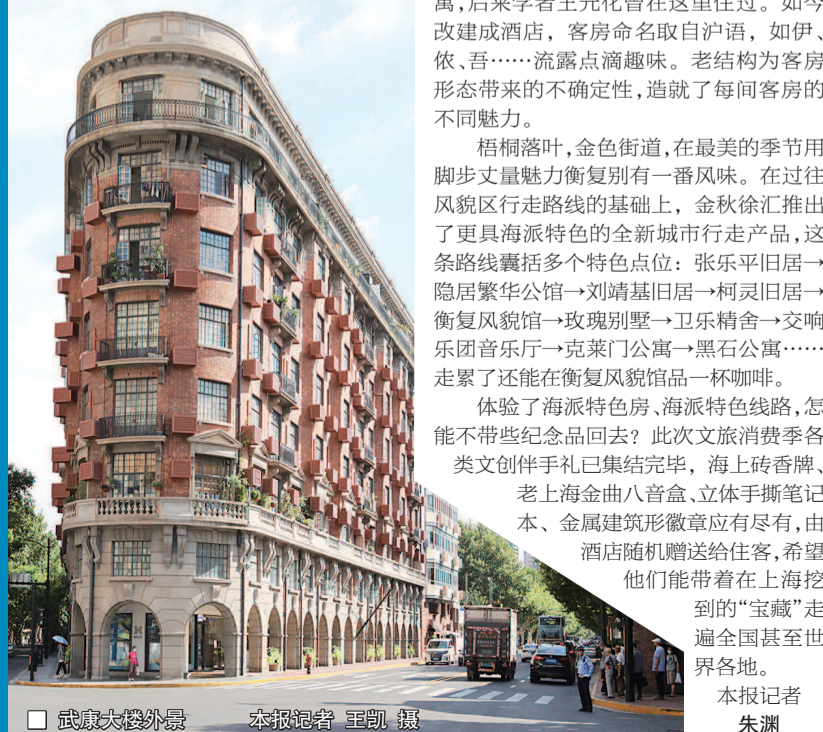 寓,后来学者王元化曾在这里住过。如今
改建成酒店，客房命名取自沪语，如伊、
侬、吾……流露点滴趣味。老结构为客房
形态带来的不确定性,造就了每间客房的
不同魅力。
梧桐落叶,金色街道,在最美的季节用
脚步丈量魅力衡复别有一番风味。在过往
风貌区行走路线的基础上，金秋徐汇推出
了更具海派特色的全新城市行走产品,这
条路线囊括多个特色点位：张乐平旧居→
隐居繁华公馆→刘靖基旧居→柯灵旧居→
衡复风貌馆→玫瑰别墅→卫乐精舍→交响
乐团音乐厅→克莱门公寓→黑石公寓……
走累了还能在衡复风貌馆品一杯咖啡。
体验了海派特色房、海派特色线路,怎
能不带些纪念品回去？此次文旅消费季各
类文创伴手礼已集结完毕，海上砖香牌、
老上海金曲八音盒、立体手撕笔记
本、金属建筑形徽章应有尽有,由
酒店随机赠送给住客,希望
他们能带着在上海挖
到的“宝藏”走
遍全国甚至世
界各地。
本报记者
朱渊
□ 武康大楼外景 本报记者 王凯 摄